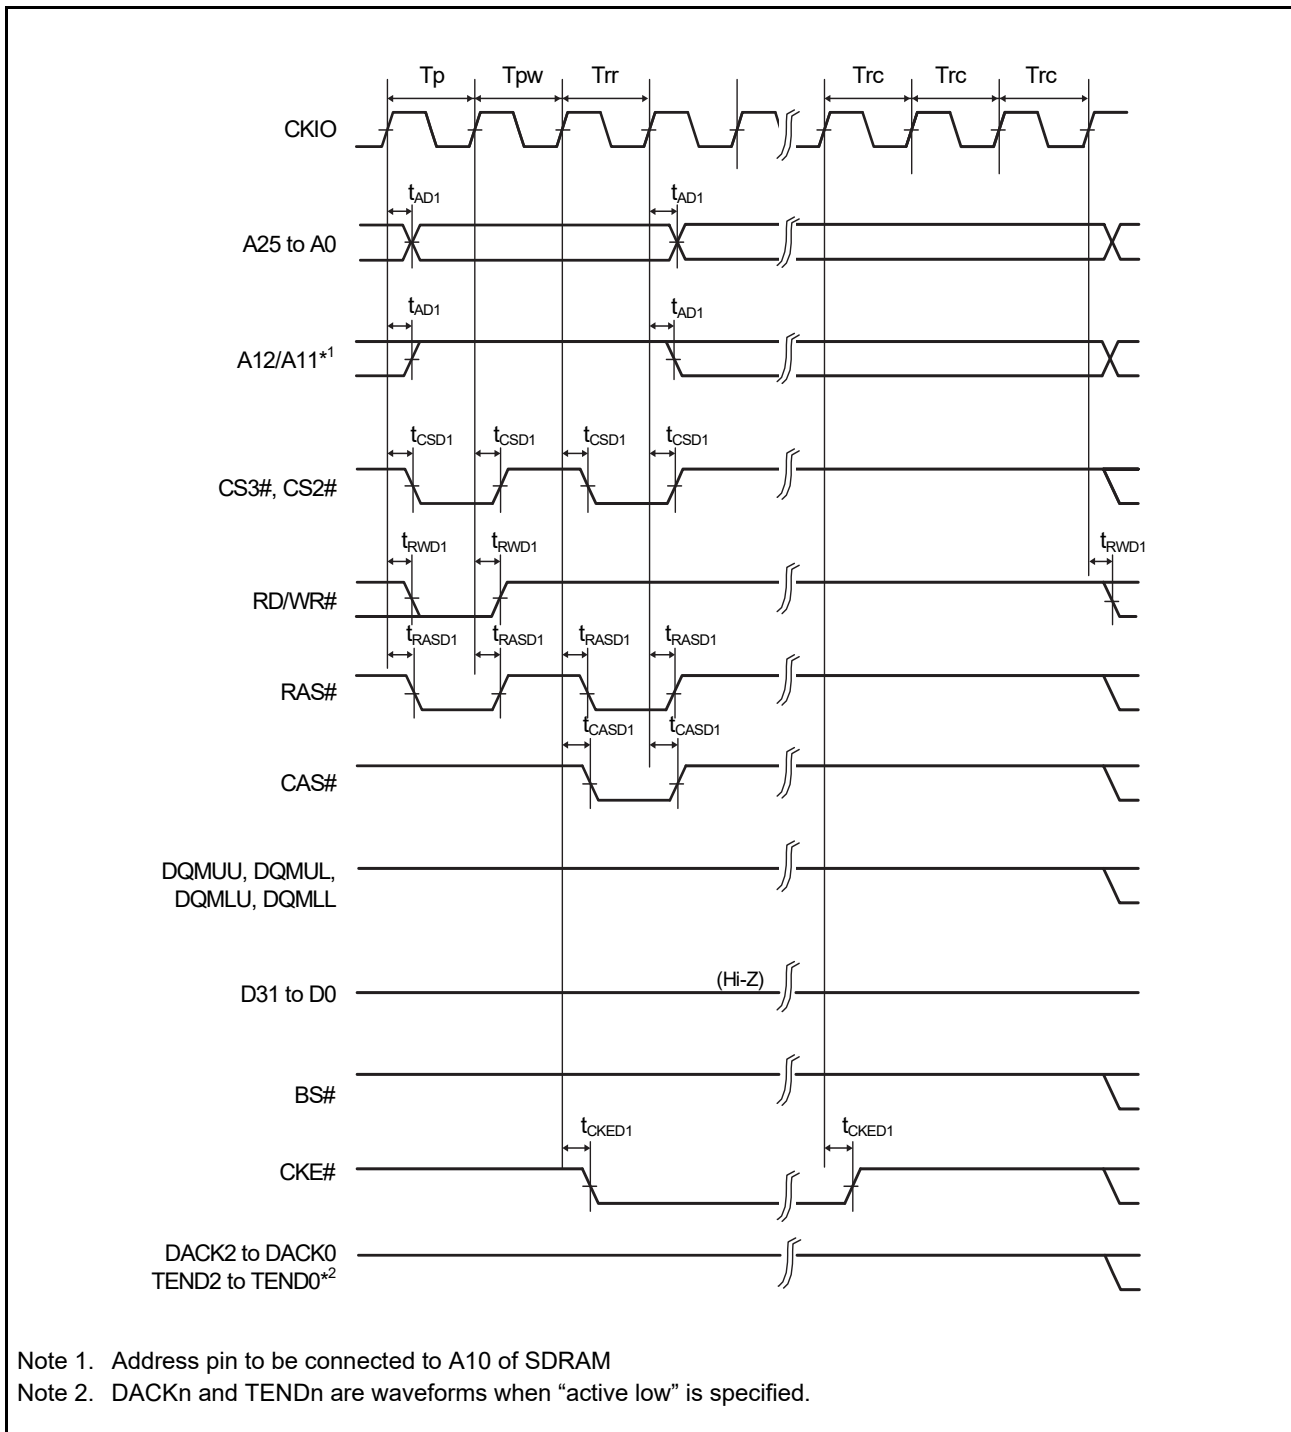 Tp Tpw Trr Trc Trc Trc
CKIO
tAD1 tAD1
A25 to A0
tAD1 tAD1
A12/A11*1
tCSD1 tCSD1 tCSD1 tCSD1
CS3#, CS2#
tRWD1 tRWD1 tRWD1
RD/WR#
tRASD1 tRASD1 tRASD1 tRASD1
RAS#
tCASD1 tCASD1
CAS#
DQMUU, DQMUL,
DQMLU, DQMLL
(Hi-Z)
D31 to D0
BS#
tCKED1 tCKED1
CKE#
DACK2 to DACK0
TEND2 to TEND0*2
Note 1. Address pin to be connected to A10 of SDRAM
Note 2. DACKn and TENDn are waveforms when “active low” is specified.